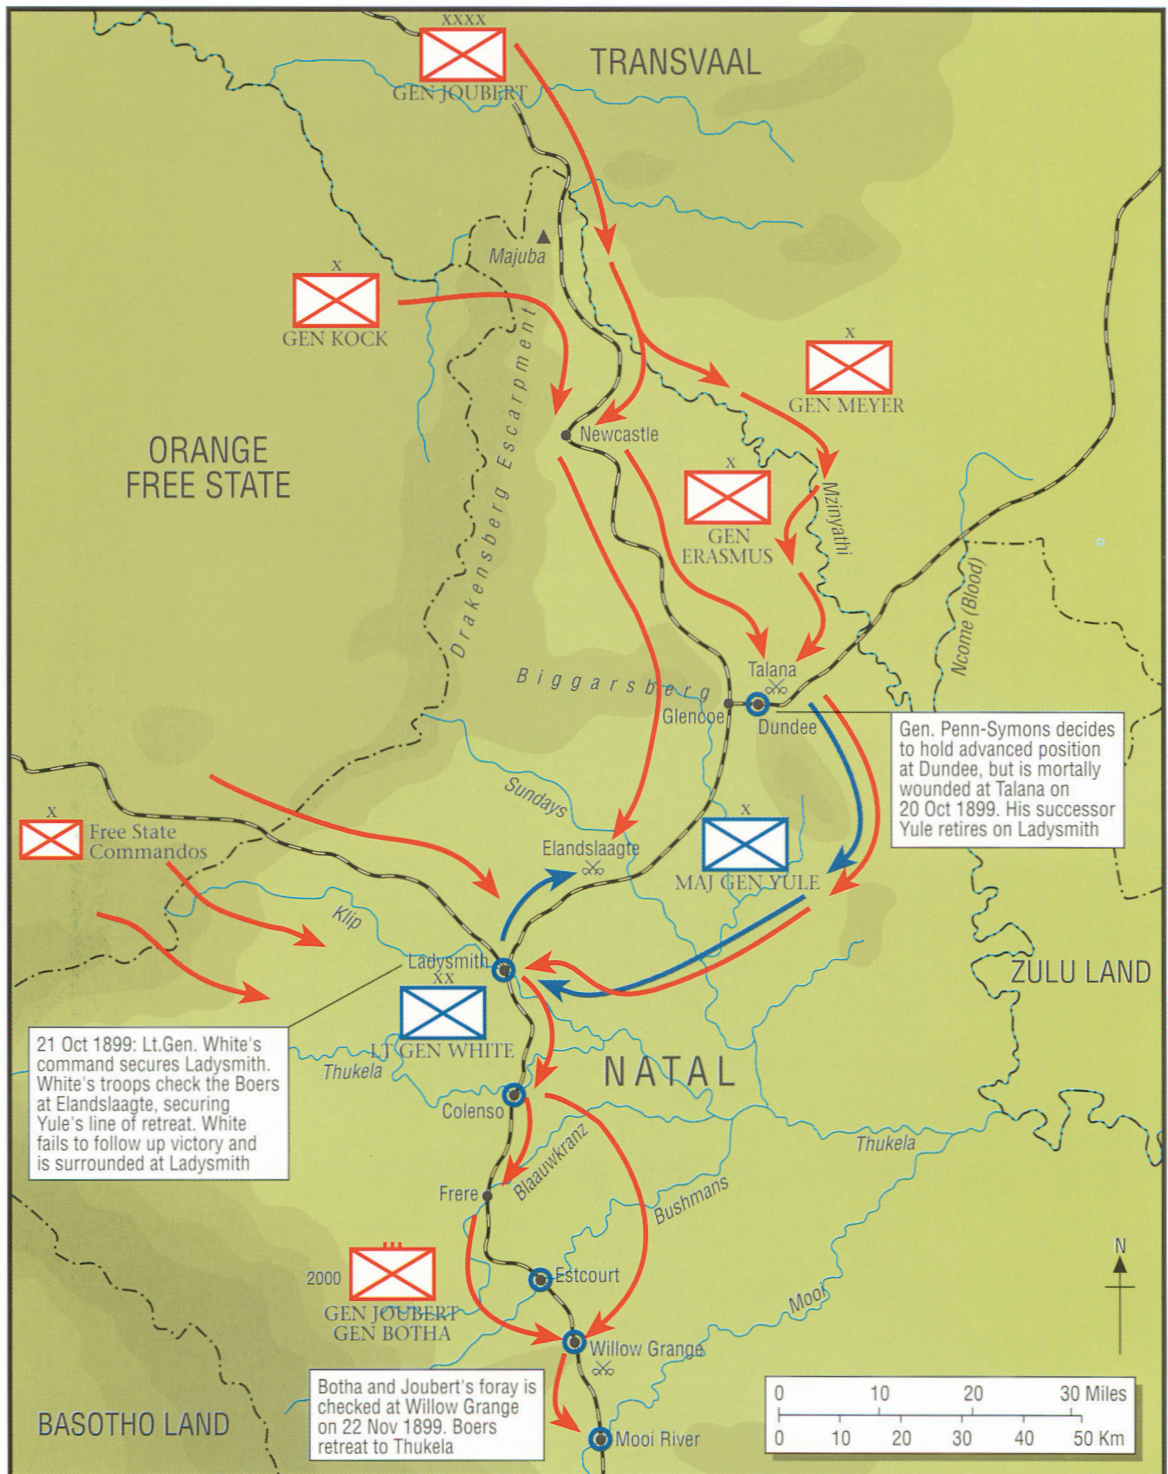 XXXX
GEN JOUBERT
TRANSVAAL
Majuba
X
GEN KOCK
X
GEN MEYER
Drakensberg Escarpment
Newcastle
ORANGE
FREE STATE
X
GEN
ERASMUS
Mzinyathi
Ncome (Blood)
Talana
Biggarsberg
Glencoe
Dundee
Gen. Penn-Symons decides
to hold advanced position
at Dundee, but is mortally
wounded at Talana on
20 Oct 1899. His successor
Yule retires on Ladysmith
Sundays
X
Free State
Commandos
Elandslaagte
X
MAJ GEN YULE
Klip
Ladysmith
XX
LT GEN WHITE
ZULU LAND
21 Oct 1899: Lt.Gen. White's
command secures Ladysmith.
White's troops check the Boers
at Elandslaagte, securing
Yule's line of retreat. White
fails to follow up victory and
is surrounded at Ladysmith
Thukela
NATAL
Colenso
Blaauwkranz
Thukela
Frere
Bushmans
2000
III
GEN JOUBERT
GEN BOTHA
Estcourt
Mooi
N
Willow Grange
Botha and Joubert's foray is
checked at Willow Grange
on 22 Nov 1899. Boers
retreat to Thukela
BASOTHO LAND
Mooi River
0 10 20 30 Miles
0 10 20 30 40 50 Km